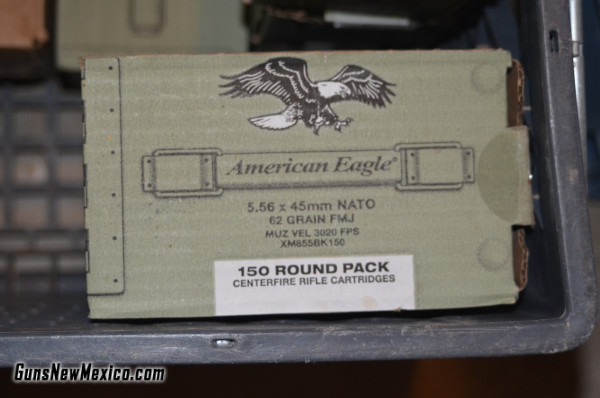 American Eagle®
5.56 x 45mm NATO
62 GRAIN FMJ
MUZ VEL 3020 FPS
XM855BK150
150 ROUND PACK
CENTERFIRE RIFLE CARTRIDGES
GunsNewMexico.com